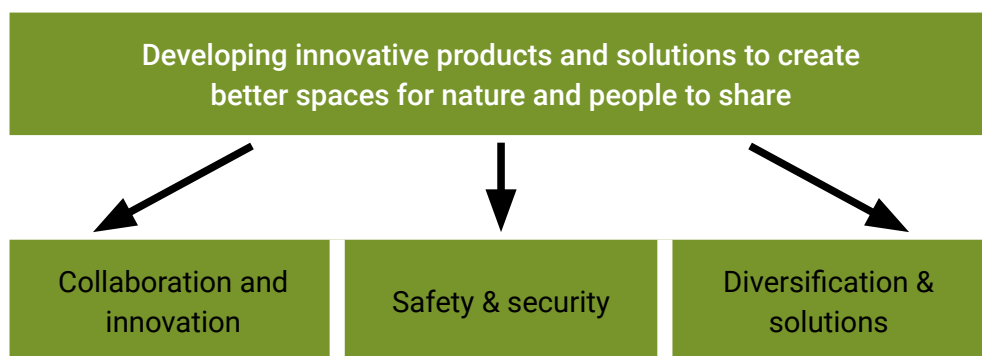 Developing innovative products and solutions to create
better spaces for nature and people to share
Collaboration and
innovation
Safety & security
Diversification &
solutions